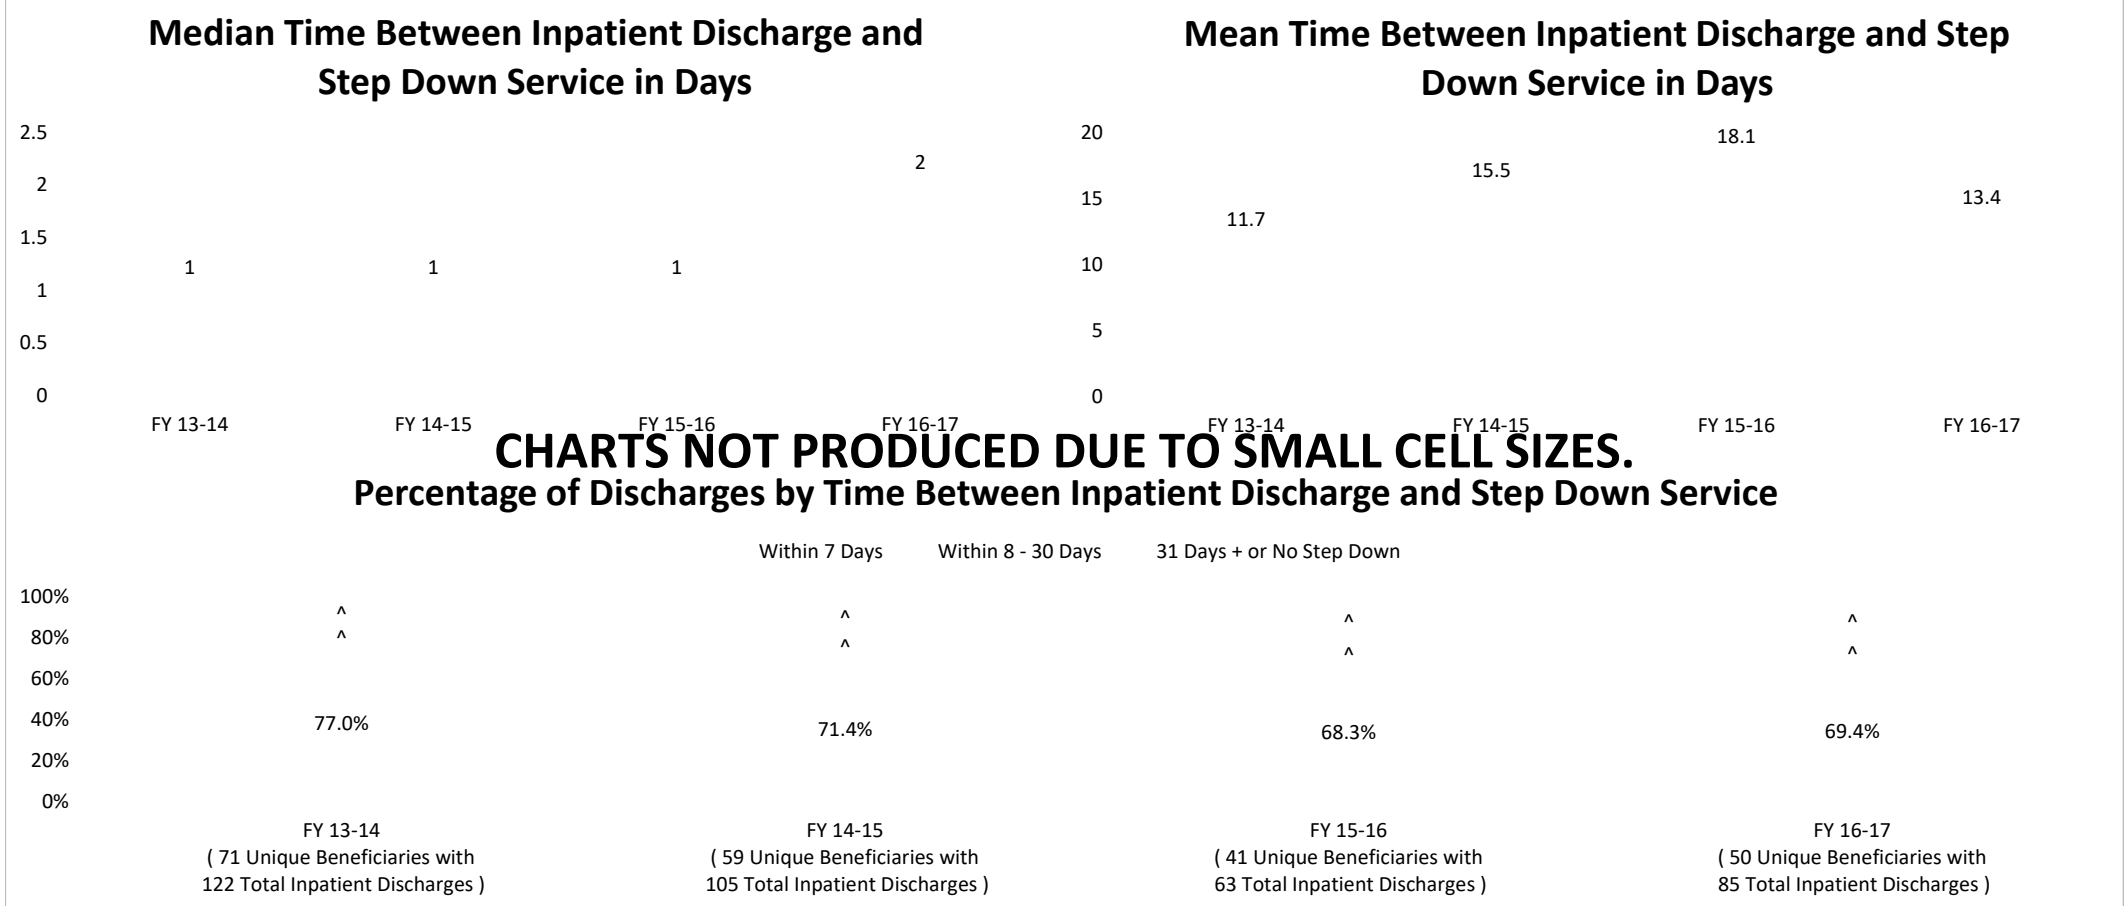 Median Time Between Inpatient Discharge and
Step Down Service in Days
2.5
2
1.5
1
0.5
0
1
1
1
2
FY 13-14
FY 14-15
FY 15-16
FY 16-17
Mean Time Between Inpatient Discharge and Step
Down Service in Days
20
15
10
5
0
11.7
15.5
18.1
13.4
FY 13-14
FY 14-15
FY 15-16
FY 16-17
CHARTS NOT PRODUCED DUE TO SMALL CELL SIZES.
Percentage of Discharges by Time Between Inpatient Discharge and Step Down Service
Within 7 Days
Within 8 - 30 Days
31 Days + or No Step Down
100%
80%
60%
40%
20%
0%
^
^
^
^
^
^
^
^
77.0%
71.4%
68.3%
69.4%
FY 13-14
( 71 Unique Beneficiaries with
122 Total Inpatient Discharges )
FY 14-15
( 59 Unique Beneficiaries with
105 Total Inpatient Discharges )
FY 15-16
( 41 Unique Beneficiaries with
63 Total Inpatient Discharges )
FY 16-17
( 50 Unique Beneficiaries with
85 Total Inpatient Discharges )